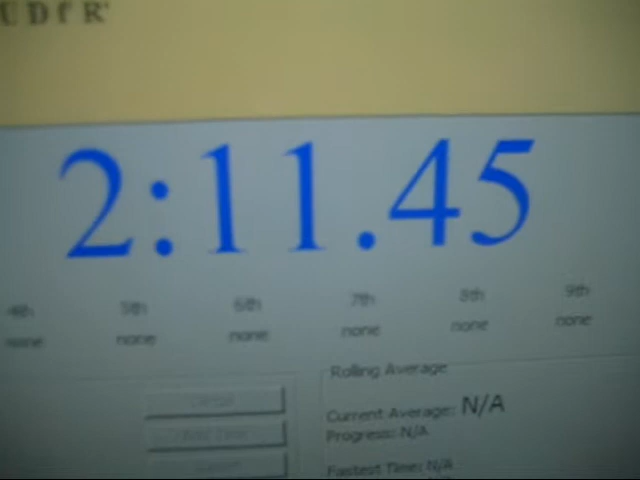 U D f R'
2:11.45
4th 5th 6th 7th 8th 9th
none none none none none none
Rolling Average
Current Average: N/A
Progress: N/A
Fastest Time: N/A